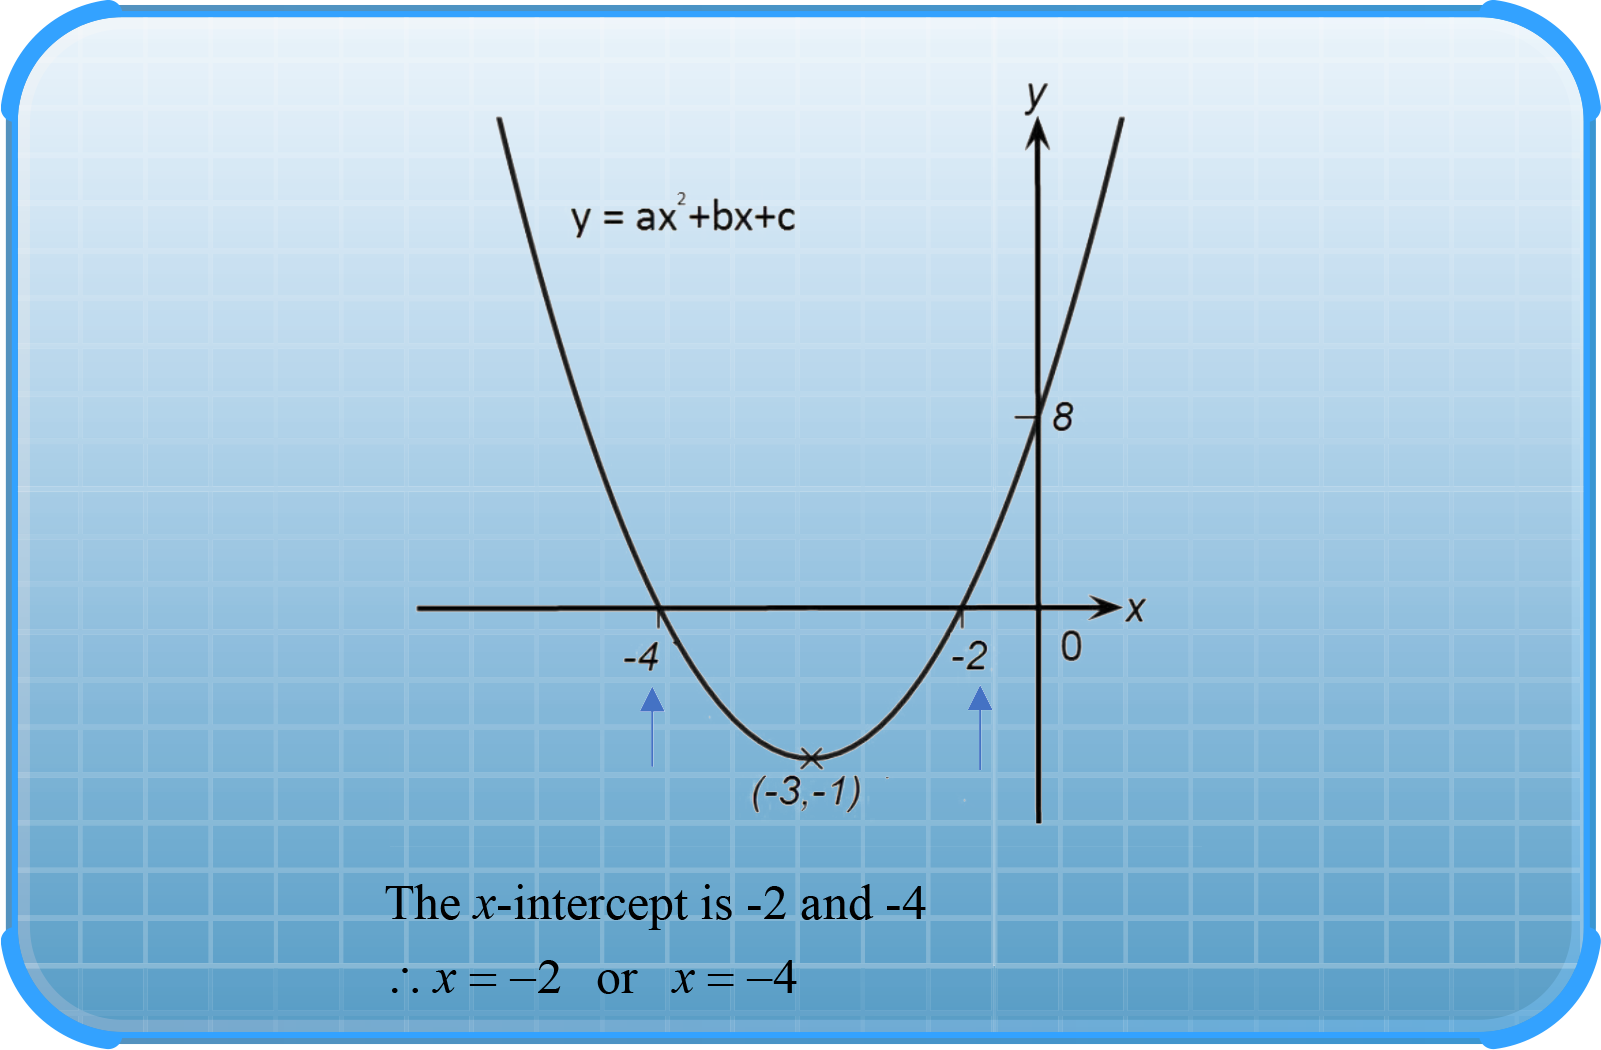 y
y = ax²+bx+c
8
x
-4
-2
0
(-3,-1)
The x-intercept is -2 and -4
∴ x = –2 or x = –4